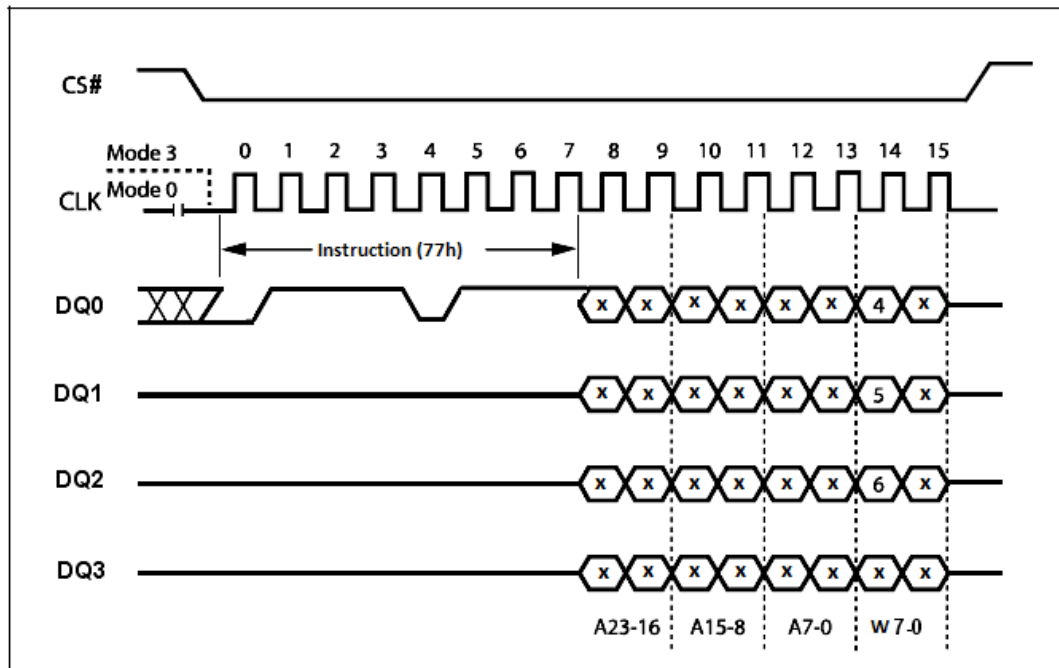 CS#
Mode 3
0 1 2 3 4 5 6 7 8 9 10 11 12 13 14 15
CLK
Mode 0
Instruction (77h)
DQ0
x x x x x x 4 x
DQ1
x x x x x x 5 x
DQ2
x x x x x x 6 x
DQ3
x x x x x x x x
A23-16 A15-8 A7-0 W7-0